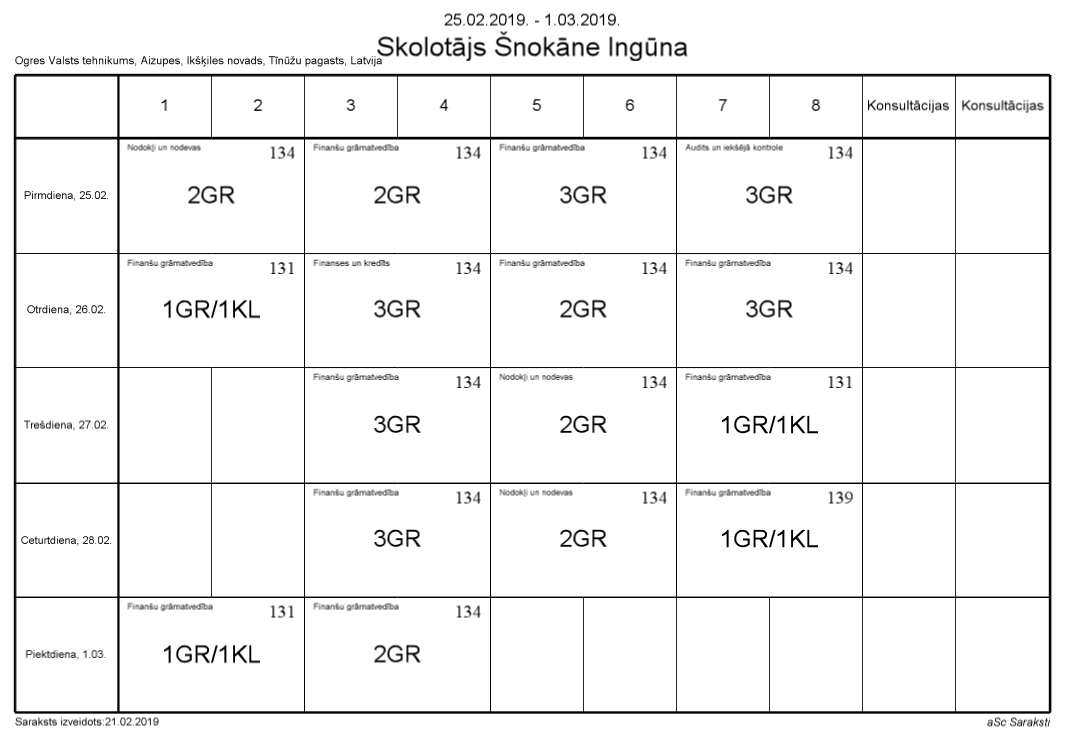 25.02.2019. - 1.03.2019.
Skolotājs Šnokāne Ingūna
Ogres Valsts tehnikums, Aizupes, Ikšķiles novads, Tīnūžu pagasts, Latvija
1 2 3 4 5 6 7 8 Konsultācijas Konsultācijas
Nodokļi un nodevas 134 Finanšu grāmatvedība 134 Finanšu grāmatvedība 134 Audits un iekšējā kontrole 134
Pirmdiena, 25.02. 2GR 2GR 3GR 3GR
Finanšu grāmatvedība 131 Finanses un kredīts 134 Finanšu grāmatvedība 134 Finanšu grāmatvedība 134
Otrdiena, 26.02. 1GR/1KL 3GR 2GR 3GR
Finanšu grāmatvedība 134 Nodokļi un nodevas 134 Finanšu grāmatvedība 131
Trešdiena, 27.02. 3GR 2GR 1GR/1KL
Finanšu grāmatvedība 134 Nodokļi un nodevas 134 Finanšu grāmatvedība 139
Ceturtdiena, 28.02. 3GR 2GR 1GR/1KL
Finanšu grāmatvedība 131 Finanšu grāmatvedība 134
Piektdiena, 1.03. 1GR/1KL 2GR
Saraksts izveidots:21.02.2019 aSc Saraksti